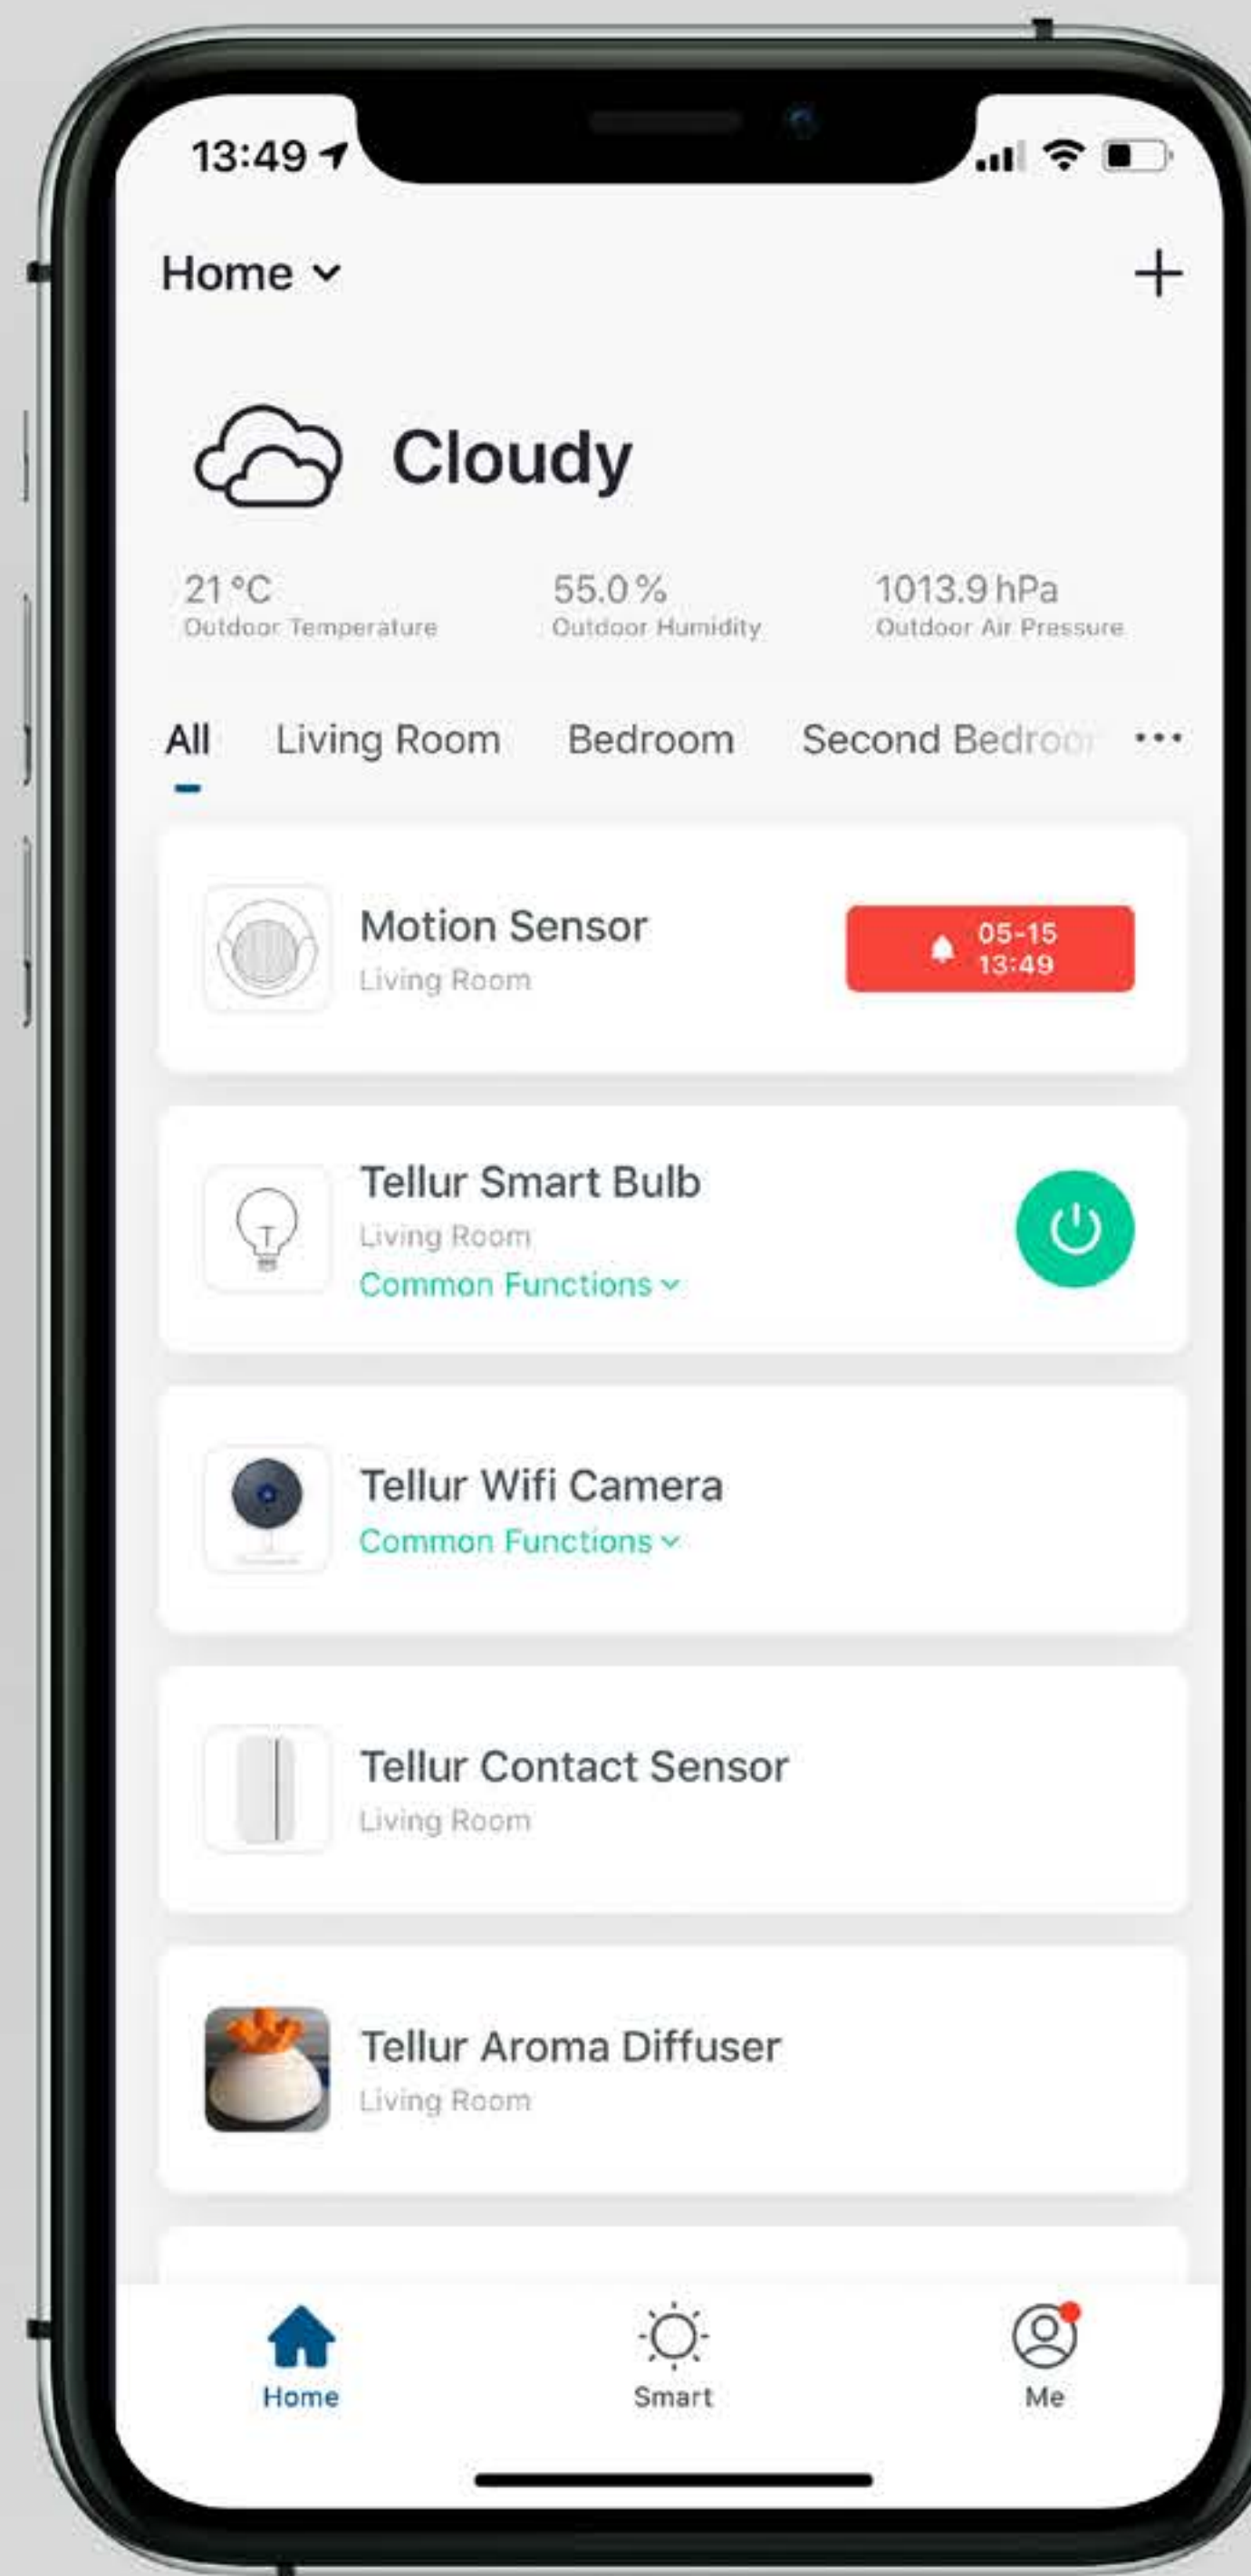 13:49
Home
Cloudy
21 °C
Outdoor Temperature
55.0 %
Outdoor Humidity
1013.9 hPa
Outdoor Air Pressure
All Living Room Bedroom Second Bedroom ...
Motion Sensor
Living Room
05-15
13:49
Tellur Smart Bulb
Living Room
Common Functions
Tellur Wifi Camera
Common Functions
Tellur Contact Sensor
Living Room
Tellur Aroma Diffuser
Living Room
Home Smart Me